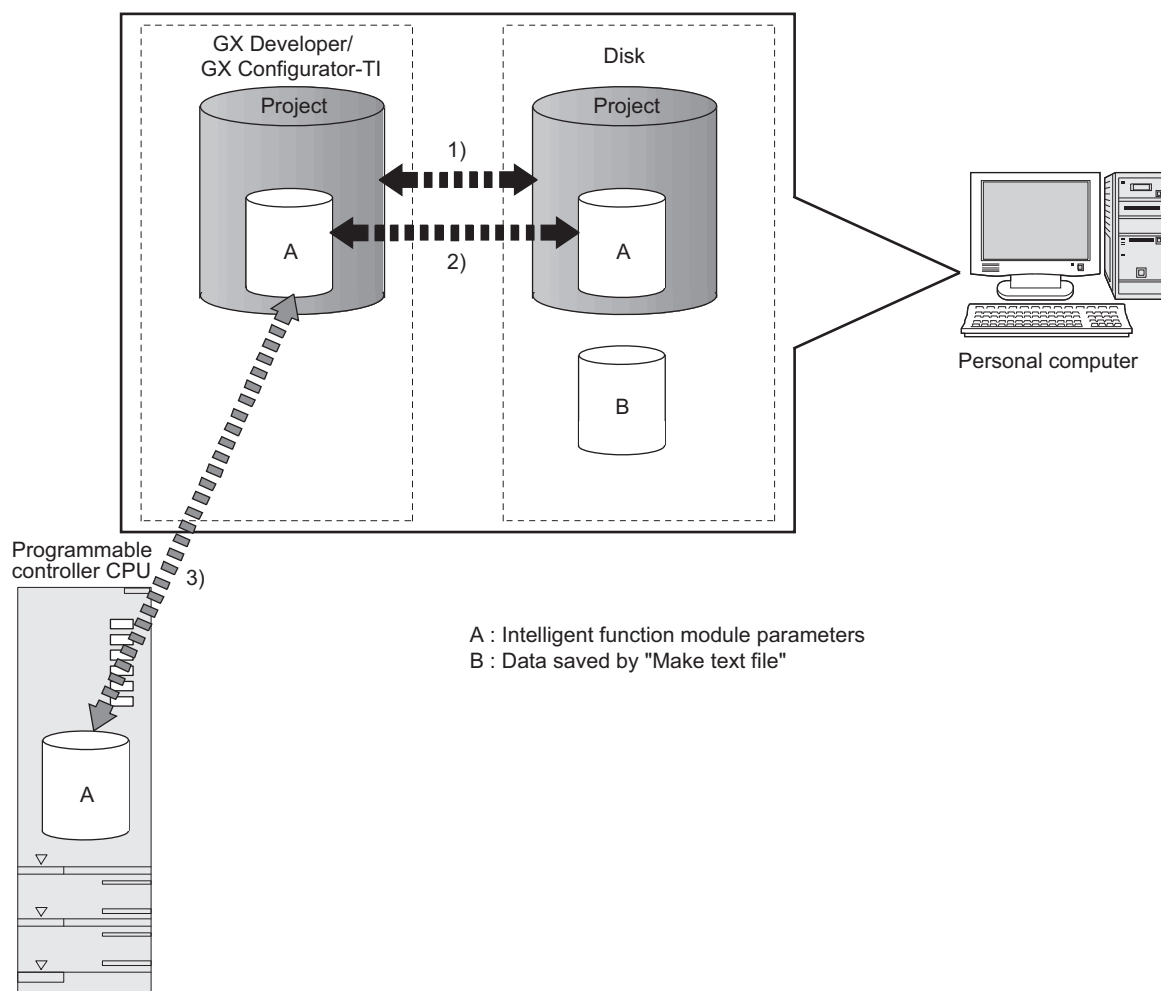 GX Developer/
GX Configurator-TI
Disk
Project
Project
1)
A
2)
A
B
Personal computer
Programmable
controller CPU
3)
A : Intelligent function module parameters
B : Data saved by "Make text file"
A